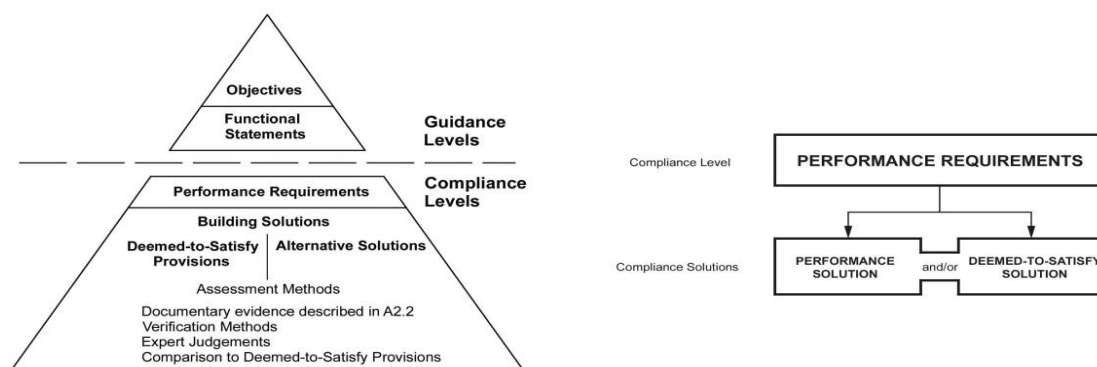 Objectives
Functional
Statements
Guidance
Levels
Performance Requirements
Compliance
Levels
Building Solutions
Deemed-to-Satisfy
Provisions
Alternative Solutions
Assessment Methods
Documentary evidence described in A2.2
Verification Methods
Expert Judgements
Comparison to Deemed-to-Satisfy Provisions
Compliance Level
PERFORMANCE REQUIREMENTS
Compliance Solutions
PERFORMANCE
SOLUTION
and/or
DEEMED-TO-SATISFY
SOLUTION